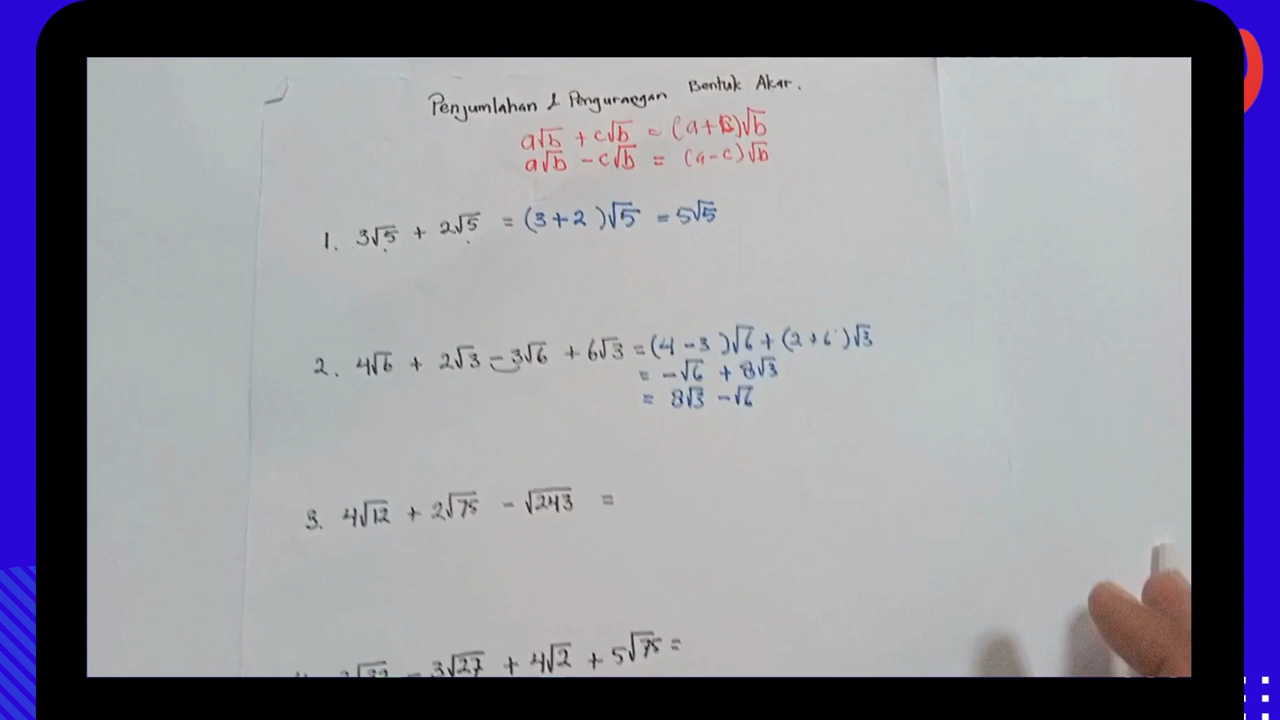 Penjumlahan & Pengurangan Bentuk Akar.
a√b + c√b = (a+c)√b
a√b - c√b = (a-c)√b
1. 3√5 + 2√5 = (3+2)√5 = 5√5
2. 4√6 + 2√3 - 3√6 + 6√3 = (4-3)√6 + (2+6)√3
= -√6 + 8√3
= 8√3 - √6
3. 4√12 + 2√75 - √243 =
- 3√27 + 4√2 + 5√75 =